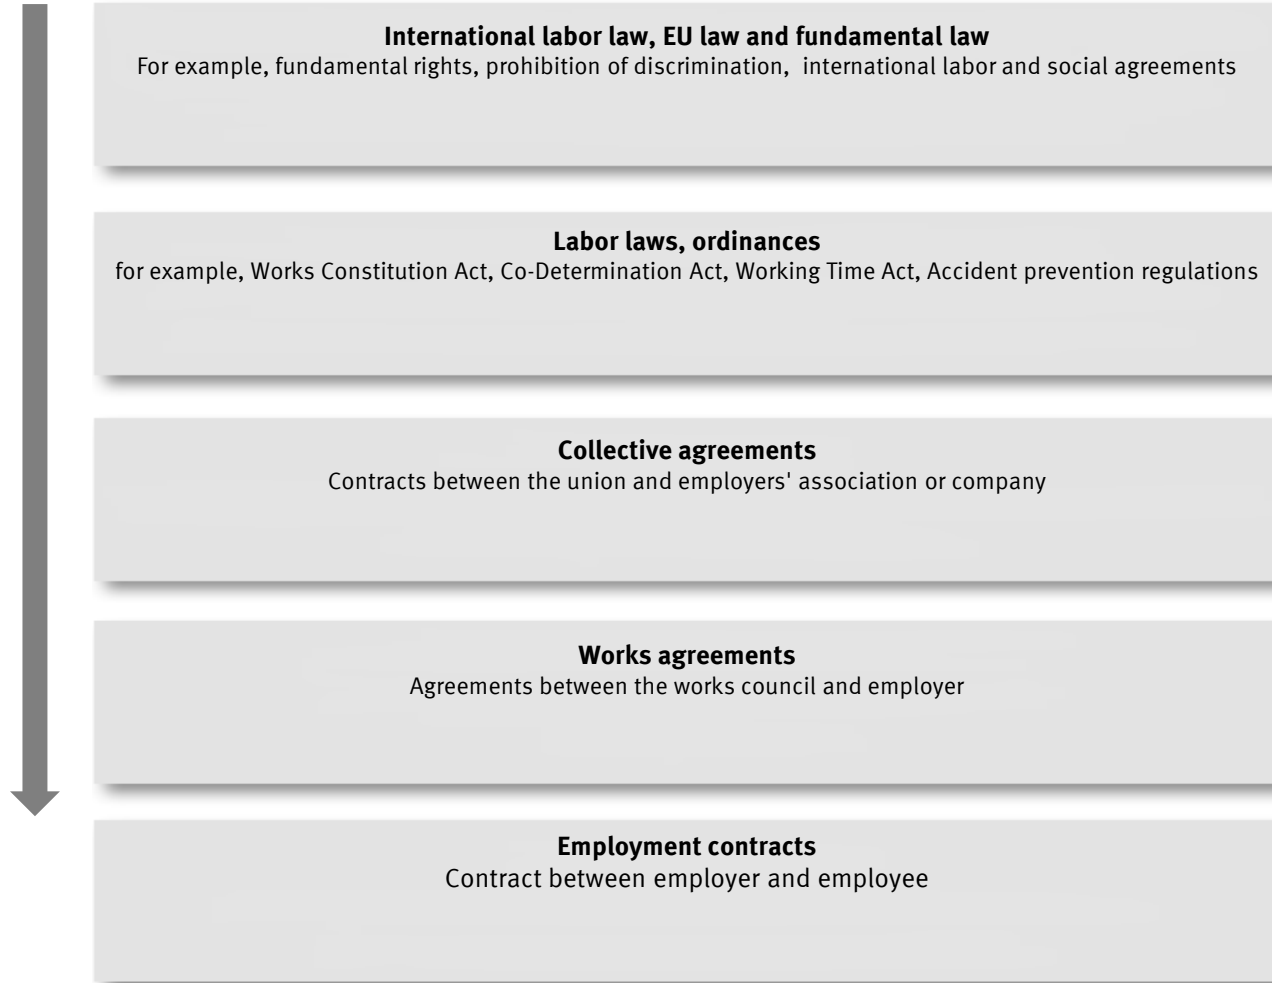 International labor law, EU law and fundamental law
For example, fundamental rights, prohibition of discrimination,  international labor and social agreements
Labor laws, ordinances
for example, Works Constitution Act, Co-Determination Act, Working Time Act, Accident prevention regulations
Collective agreements
Contracts between the union and employers' association or company
Works agreements
Agreements between the works council and employer
Employment contracts
Contract between employer and employee